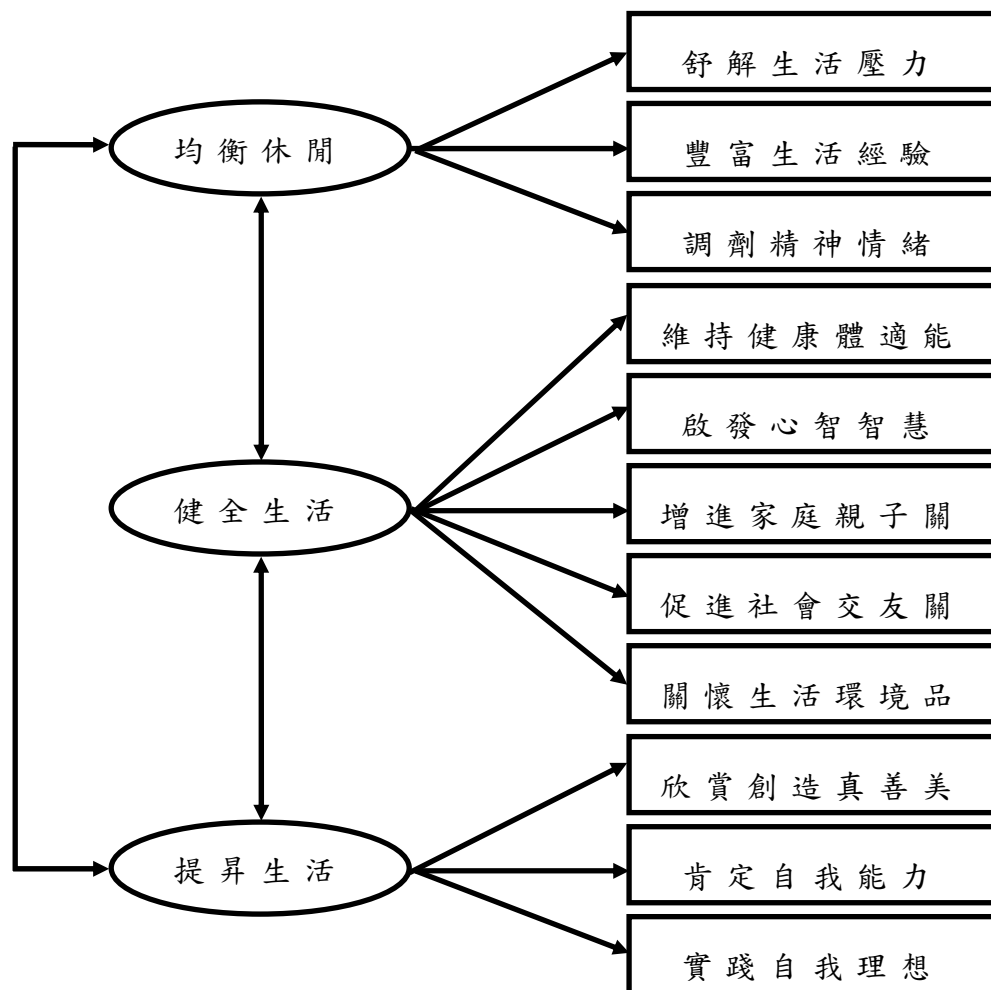 均衡休閒
舒解生活壓力
豐富生活經驗
調劑精神情緒
健全生活
維持健康體適能
啟發心智智慧
增進家庭親子關
促進社會交友關
關懷生活環境品
提昇生活
欣賞創造真善美
肯定自我能力
實踐自我理想